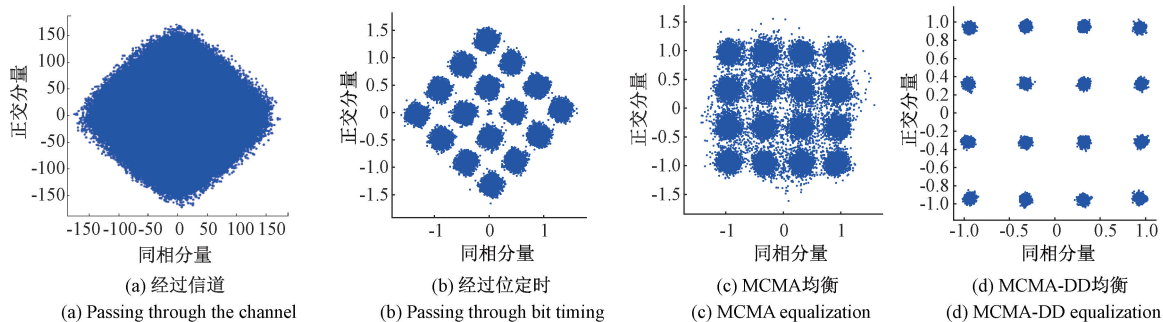 150
100
50
0
-50
-100
-150
正交分量
-150 -100 -50 0 50 100 150
同相分量
(a) 经过信道
(a) Passing through the channel
1.5
1.0
0.5
0
-0.5
-1.0
-1.5
正交分量
-1 0 1
同相分量
(b) 经过位定时
(b) Passing through bit timing
1.5
1.0
0.5
0
-0.5
-1.0
-1.5
正交分量
-1 0 1
同相分量
(c) MCMA均衡
(c) MCMA equalization
1.0
0.8
0.6
0.4
0.2
0
-0.2
-0.4
-0.6
-0.8
-1.0
正交分量
-1.0 -0.5 0 0.5 1.0
同相分量
(d) MCMA-DD均衡
(d) MCMA-DD equalization